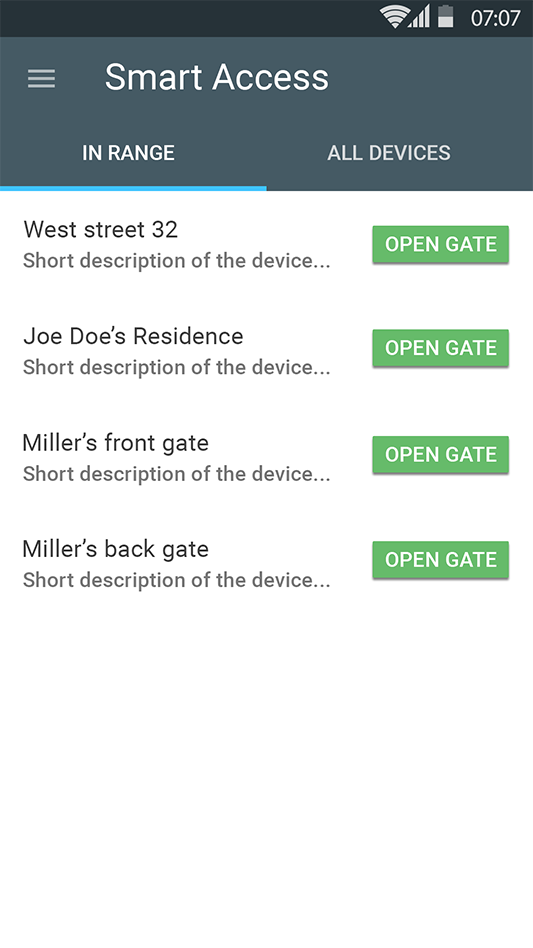 07:07
Smart Access
IN RANGE
ALL DEVICES
West street 32
Short description of the device...
OPEN GATE
Joe Doe’s Residence
Short description of the device...
OPEN GATE
Miller’s front gate
Short description of the device...
OPEN GATE
Miller’s back gate
Short description of the device...
OPEN GATE